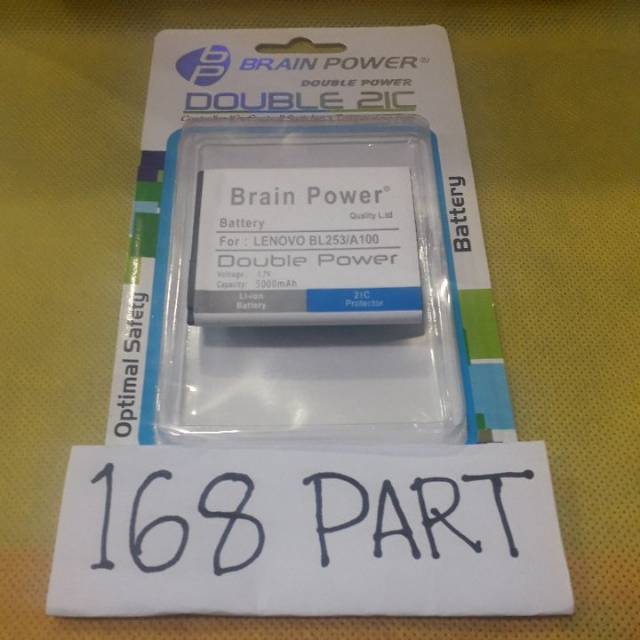 BRAIN POWER®
DOUBLE POWER
DOUBLE 2IC
Brain Power®
Quality Ltd
Battery
For : LENOVO BL253/A100
Double Power
Voltage: 3.7V
Capacity: 5000mAh
Li-ion
Battery
2IC
Protector
Battery
Optimal Safety
168 PART